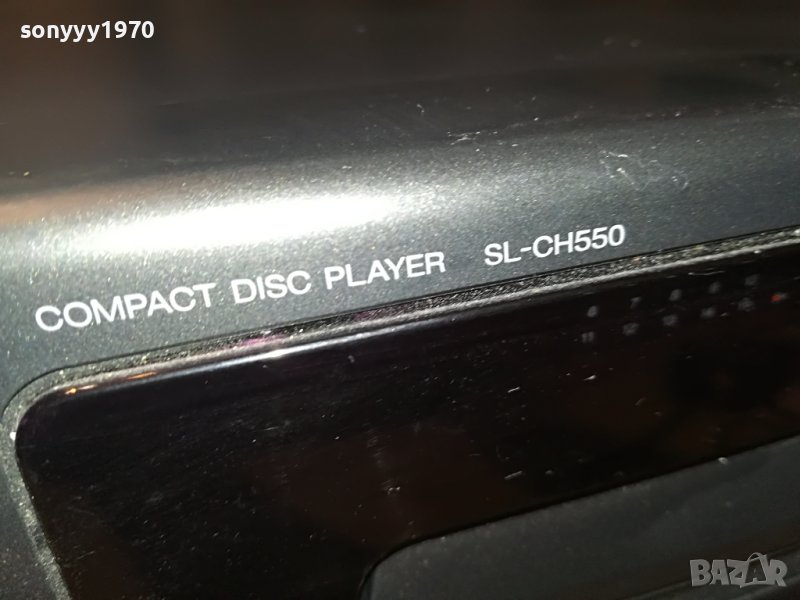 sonyyy1970
COMPACT DISC PLAYER SL-CH550
BAZAR